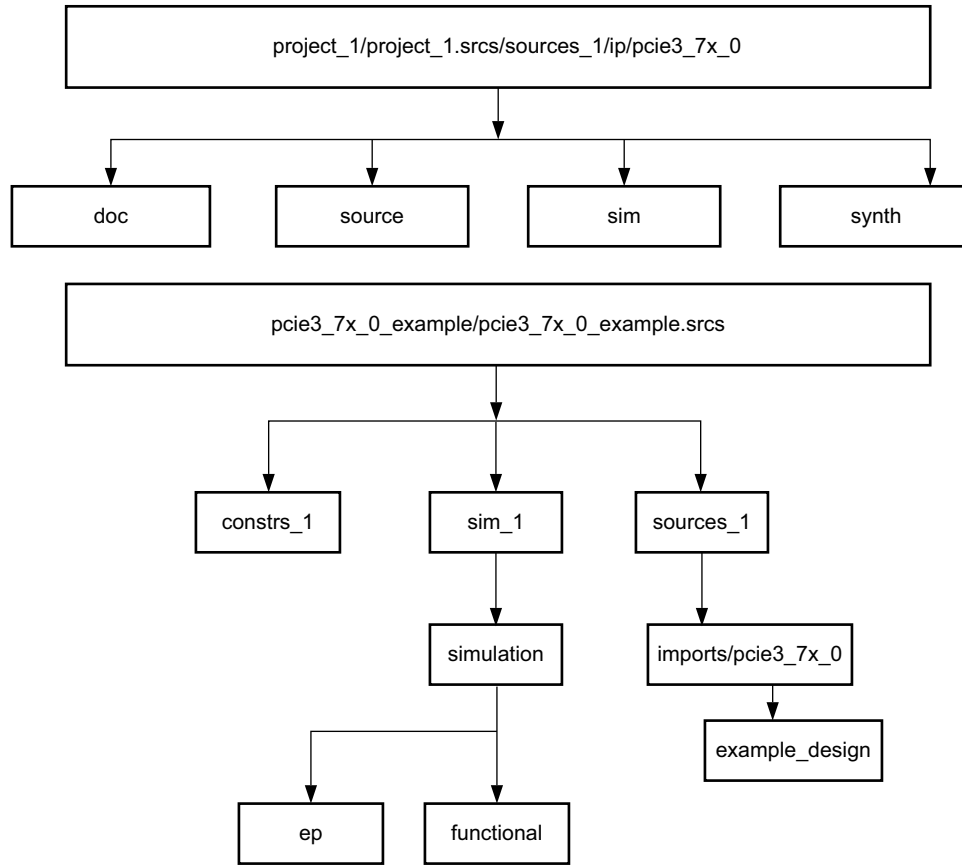 project_1/project_1.srcs/sources_1/ip/pcie3_7x_0
doc
source
sim
synth
pcie3_7x_0_example/pcie3_7x_0_example.srcs
constrs_1
sim_1
sources_1
simulation
imports/pcie3_7x_0
example_design
ep
functional